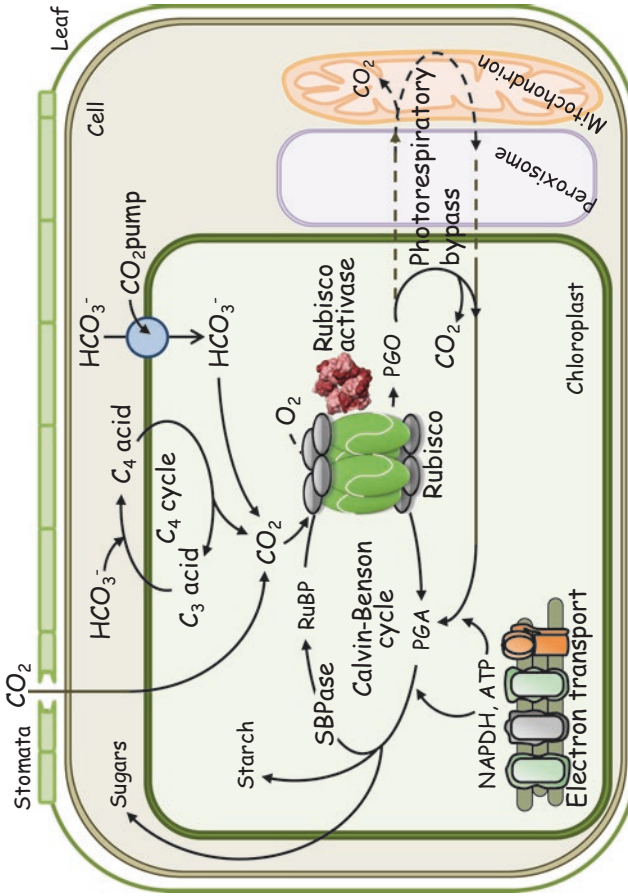 Leaf
Stomata
CO₂
Cell
Sugars
HCO₃⁻
C₄ acid
C₄ cycle
C₃ acid
HCO₃⁻
CO₂pump
HCO₃⁻
Starch
CO₂
O₂
RuBP
SBPase
Calvin-Benson
cycle
PGA
Rubisco
Rubisco
activase
PGO
CO₂
Photorespiratory
bypass
CO₂
Peroxisome
Mitochondrion
NAPDH, ATP
Electron transport
Chloroplast